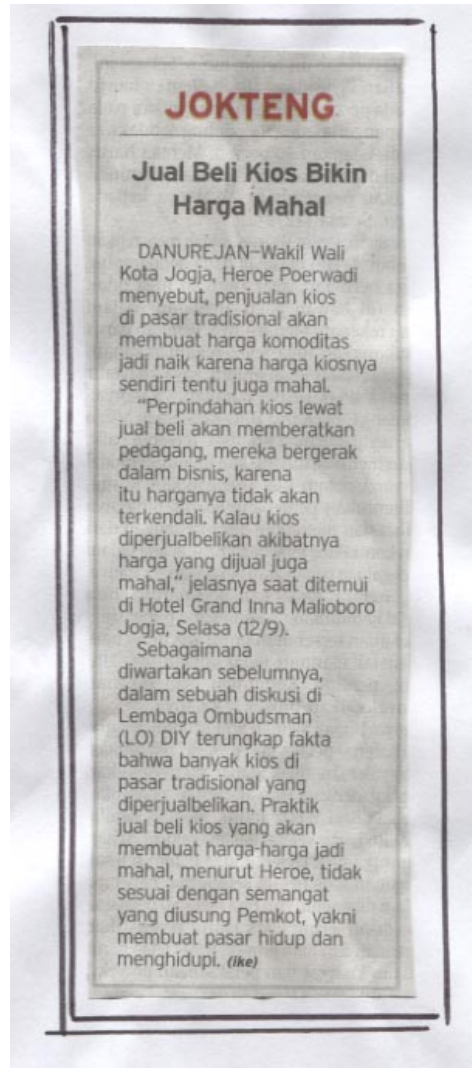 JOKTENG
Jual Beli Kios Bikin
Harga Mahal
DANUREJAN—Wakil Wali
Kota Jogja, Heroe Poerwadi
menyebut, penjualan kios
di pasar tradisional akan
membuat harga komoditas
jadi naik karena harga kiosnya
sendiri tentu juga mahal.
"Perpindahan kios lewat
jual beli akan memberatkan
pedagang, mereka bergerak
dalam bisnis, karena
itu harganya tidak akan
terkendali. Kalau kios
diperjualbelikan akibatnya
harga yang dijual juga
mahal," jelasnya saat ditemui
di Hotel Grand Inna Malioboro
Jogja, Selasa (12/9).
Sebagaimana
diwartakan sebelumnya,
dalam sebuah diskusi di
Lembaga Ombudsman
(LO) DIY terungkap fakta
bahwa banyak kios di
pasar tradisional yang
diperjualbelikan. Praktik
jual beli kios yang akan
membuat harga-harga jadi
mahal, menurut Heroe, tidak
sesuai dengan semangat
yang diusung Pemkot, yakni
membuat pasar hidup dan
menghidupi. (ike)